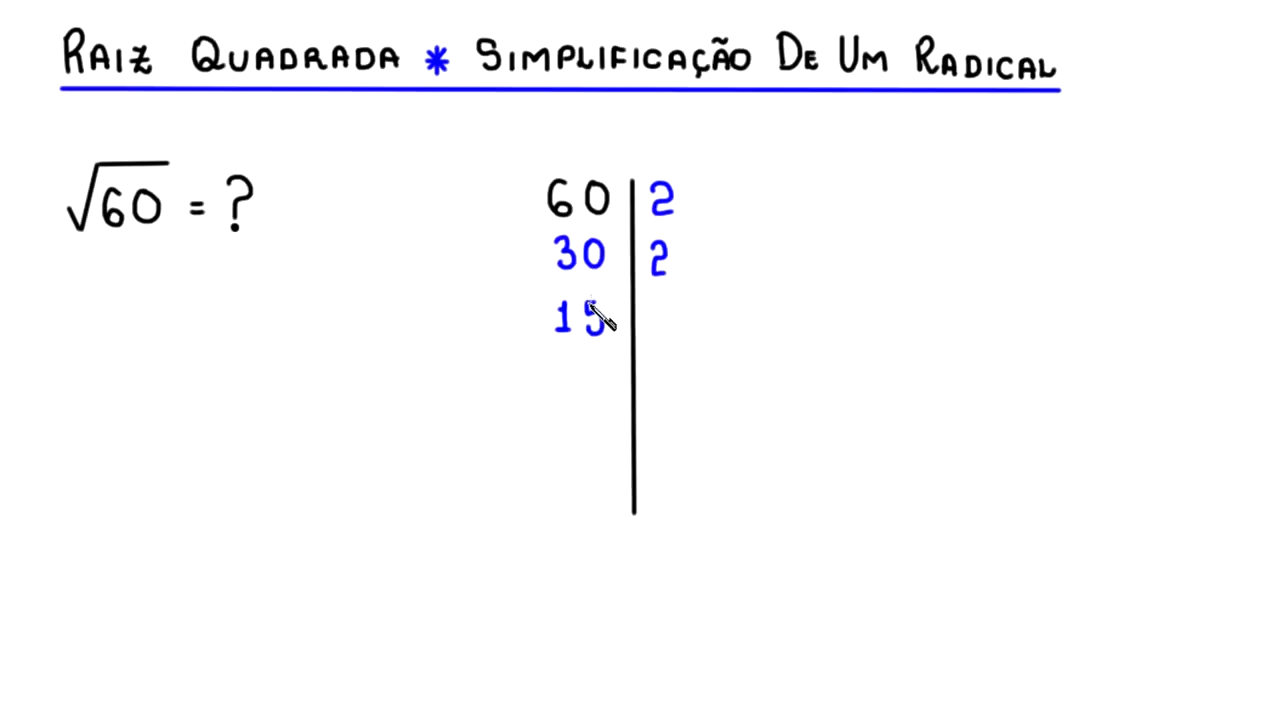 RAIZ QUADRADA * SIMPLIFICAÇÃO DE UM RADICAL
√60 = ?
60 | 2
30 | 2
15 |